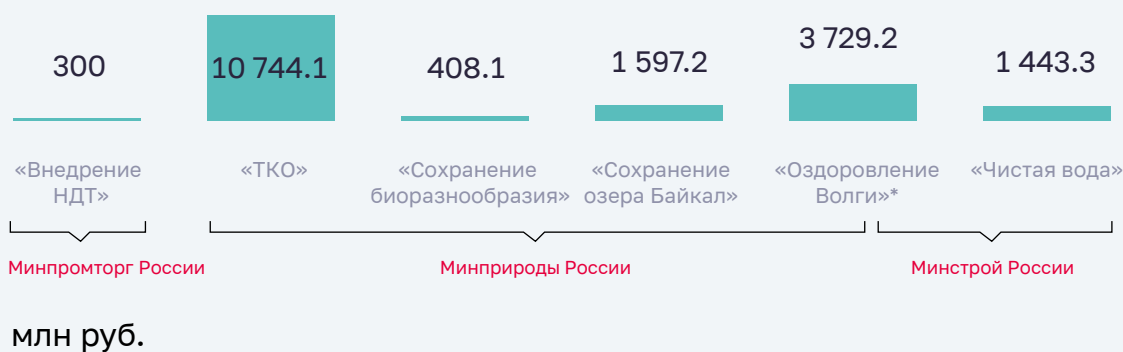 300
10 744.1
408.1
1 597.2
3 729.2
1 443.3
«Внедрение
НДТ»
«ТКО»
«Сохранение
биоразнообразия»
«Сохранение
озера Байкал»
«Оздоровление
Волги»*
«Чистая вода»
Минпромторг России
Минприроды России
Минстрой России
млн руб.